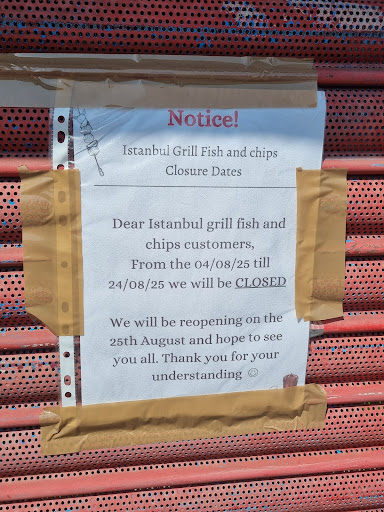 Notice!
Istanbul Grill Fish and chips
Closure Dates
Dear Istanbul grill fish and
chips customers,
From the 04/08/25 till
24/08/25 we will be CLOSED
We will be reopening on the
25th August and hope to see
you all. Thank you for your
understanding ☺